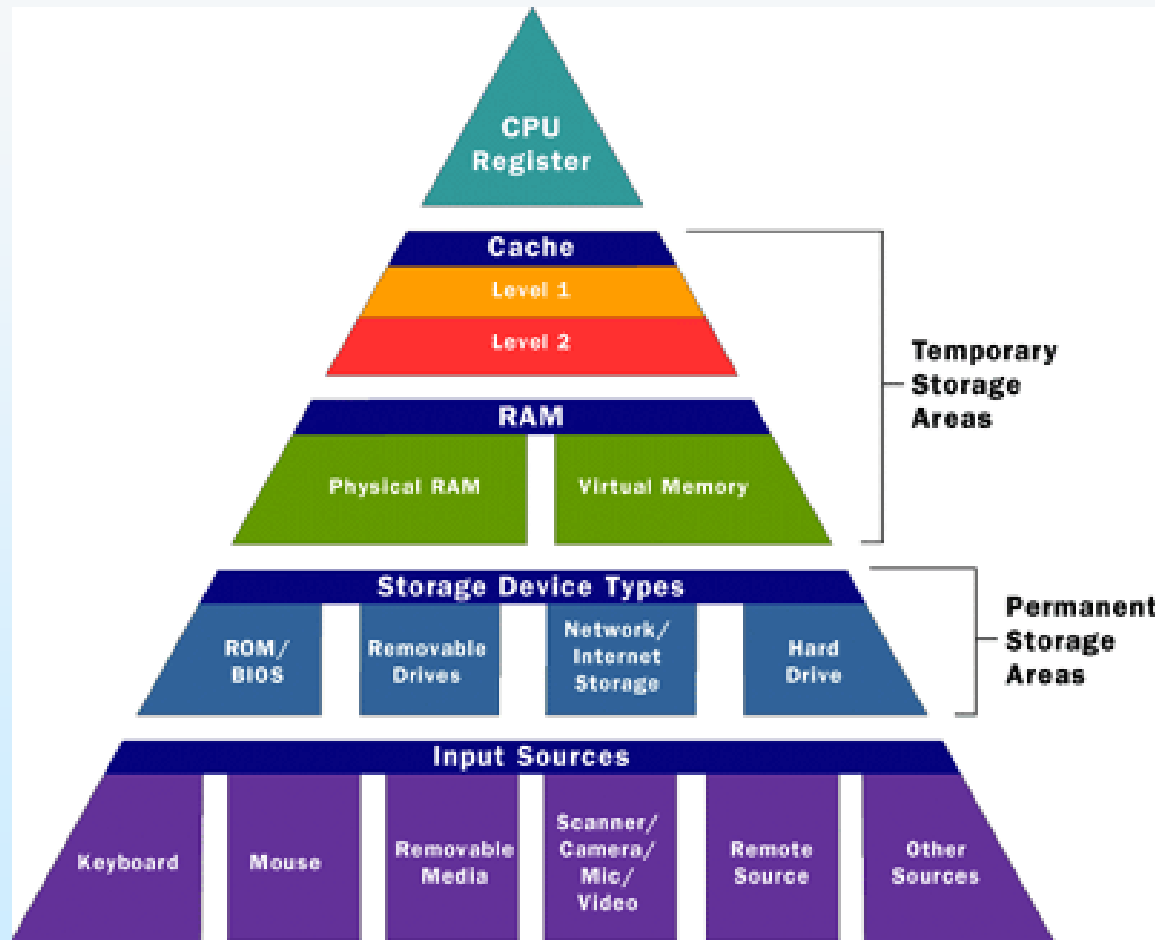 CPU
Register
Cache
Level 1
Level 2
Temporary
Storage
Areas
RAM
Physical RAM
Virtual Memory
Storage Device Types
ROM/
BIOS
Removable
Drives
Network/
Internet
Storage
Hard
Drive
Permanent
Storage
Areas
Input Sources
Keyboard
Mouse
Removable
Media
Scanner/
Camera/
Mic/
Video
Remote
Source
Other
Sources